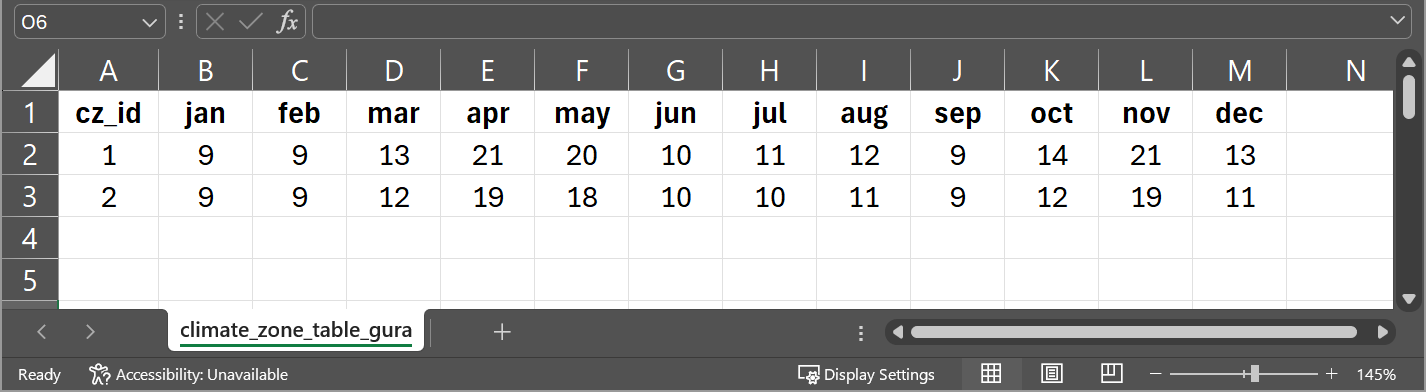 O6 fx
A B C D E F G H I J K L M N
1 cz_id jan feb mar apr may jun jul aug sep oct nov dec
2 1 9 9 13 21 20 10 11 12 9 14 21 13
3 2 9 9 12 19 18 10 10 11 9 12 19 11
4
5
climate_zone_table_gura
Ready Accessibility: Unavailable Display Settings 145%